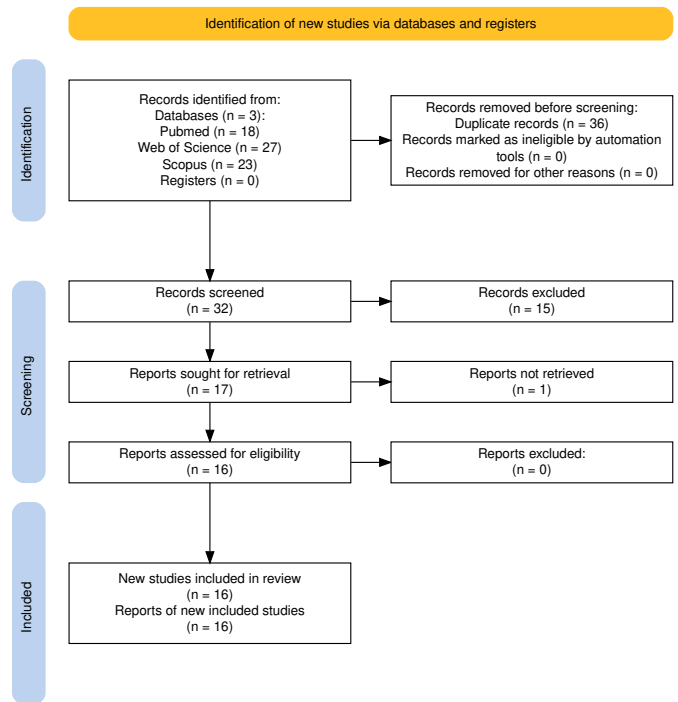 Identification of new studies via databases and registers
Identification
Records identified from:
Databases (n = 3):
Pubmed (n = 18)
Web of Science (n = 27)
Scopus (n = 23)
Registers (n = 0)
Records removed before screening:
Duplicate records (n = 36)
Records marked as ineligible by automation
tools (n = 0)
Records removed for other reasons (n = 0)
Screening
Records screened
(n = 32)
Records excluded
(n = 15)
Reports sought for retrieval
(n = 17)
Reports not retrieved
(n = 1)
Reports assessed for eligibility
(n = 16)
Reports excluded:
(n = 0)
Included
New studies included in review
(n = 16)
Reports of new included studies
(n = 16)